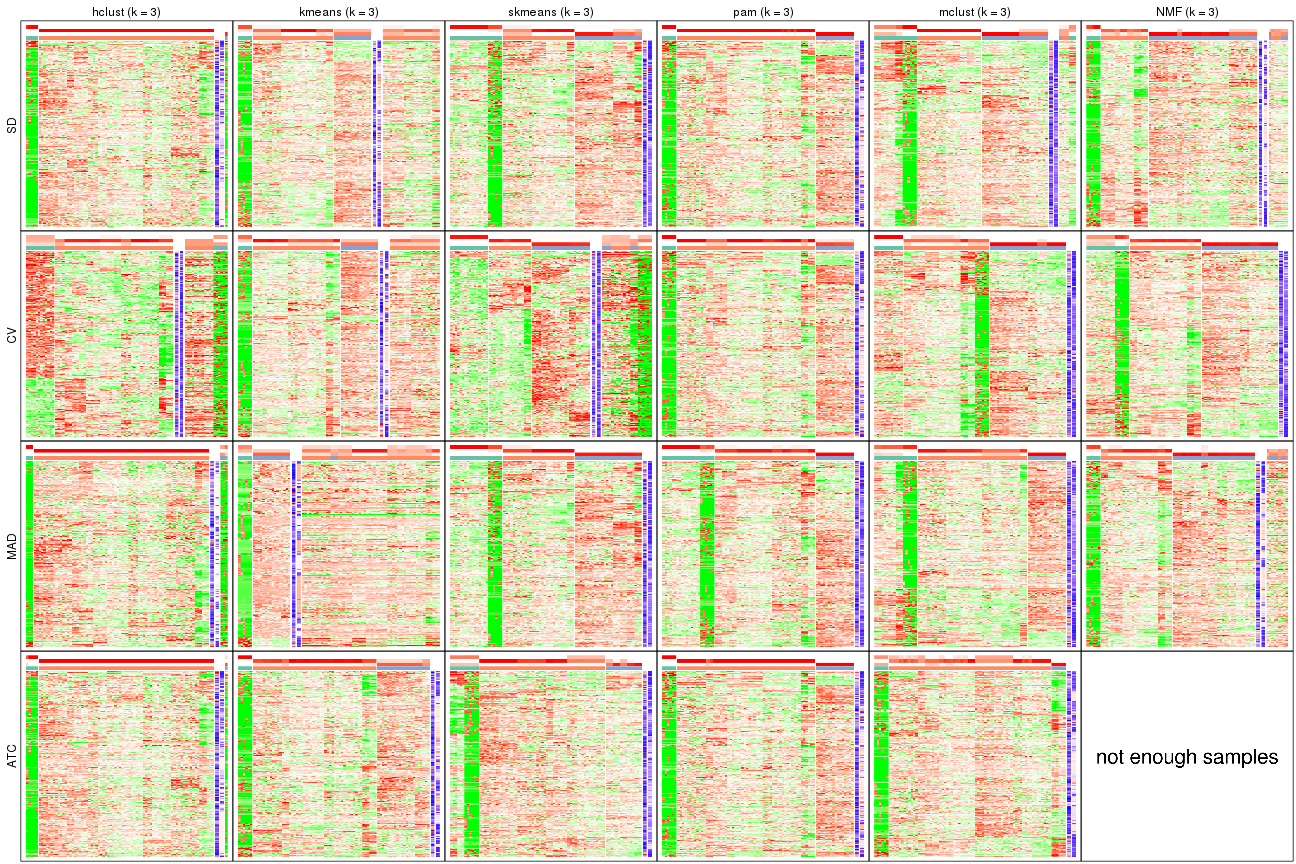 hclust (k = 3)
kmeans (k = 3)
skmeans (k = 3)
pam (k = 3)
mclust (k = 3)
NMF (k = 3)
SD
CV
MAD
ATC
not enough samples